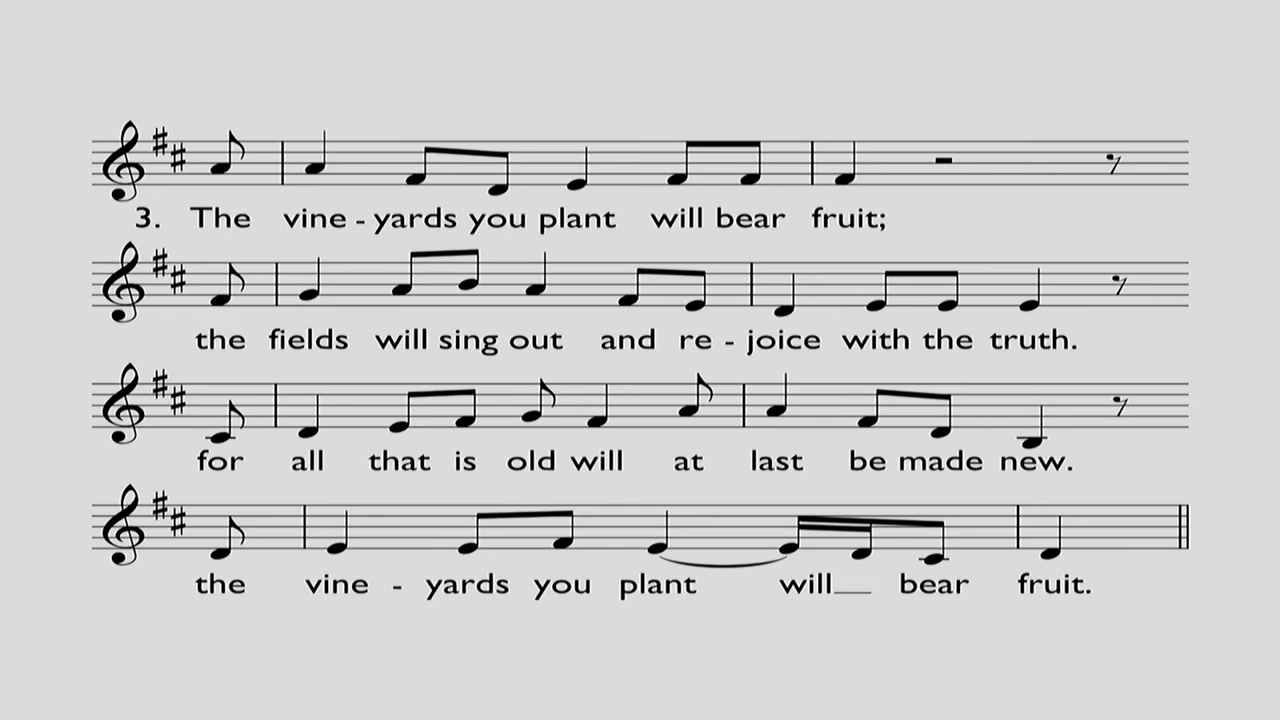 3. The vine - yards you plant will bear fruit;
the fields will sing out and re - joice with the truth.
for all that is old will at last be made new.
the vine - yards you plant will__ bear fruit.